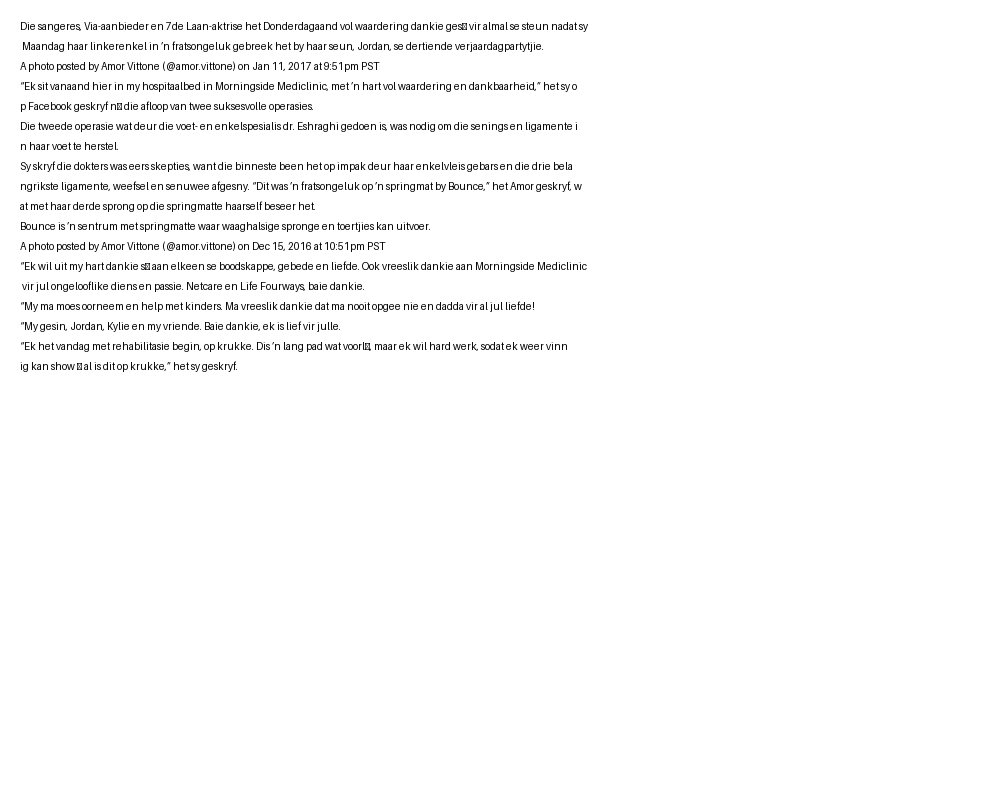 Die sangeres, Via-aanbieder en 7de Laan-aktrise het Donderdagaand vol waardering dankie ges□ vir almal se steun nadat sy
Maandag haar linkerenkel in ’n fratsongeluk gebreek het by haar seun, Jordan, se dertiende verjaardagpartytjie.
A photo posted by Amor Vittone (@amor.vittone) on Jan 11, 2017 at 9:51pm PST
“Ek sit vanaand hier in my hospitaalbed in Morningside Mediclinic, met ’n hart vol waardering en dankbaarheid,” het sy o
p Facebook geskryf n□ die afloop van twee suksesvolle operasies.
Die tweede operasie wat deur die voet- en enkelspesialis dr. Eshraghi gedoen is, was nodig om die senings en ligamente i
n haar voet te herstel.
Sy skryf die dokters was eers skepties, want die binneste been het op impak deur haar enkelvleis gebars en die drie bela
ngrikste ligamente, weefsel en senuwee afgesny. “Dit was ’n fratsongeluk op ’n springmat by Bounce,” het Amor geskryf, w
at met haar derde sprong op die springmatte haarself beseer het.
Bounce is ’n sentrum met springmatte waar waaghalsige spronge en toertjies kan uitvoer.
A photo posted by Amor Vittone (@amor.vittone) on Dec 15, 2016 at 10:51pm PST
“Ek wil uit my hart dankie s□ aan elkeen se boodskappe, gebede en liefde. Ook vreeslik dankie aan Morningside Mediclinic
vir jul ongelooflike diens en passie. Netcare en Life Fourways, baie dankie.
“My ma moes oorneem en help met kinders. Ma vreeslik dankie dat ma nooit opgee nie en dadda vir al jul liefde!
“My gesin, Jordan, Kylie en my vriende. Baie dankie, ek is lief vir julle.
“Ek het vandag met rehabilitasie begin, op krukke. Dis ’n lang pad wat voorl□, maar ek wil hard werk, sodat ek weer vinn
ig kan show □ al is dit op krukke,” het sy geskryf.